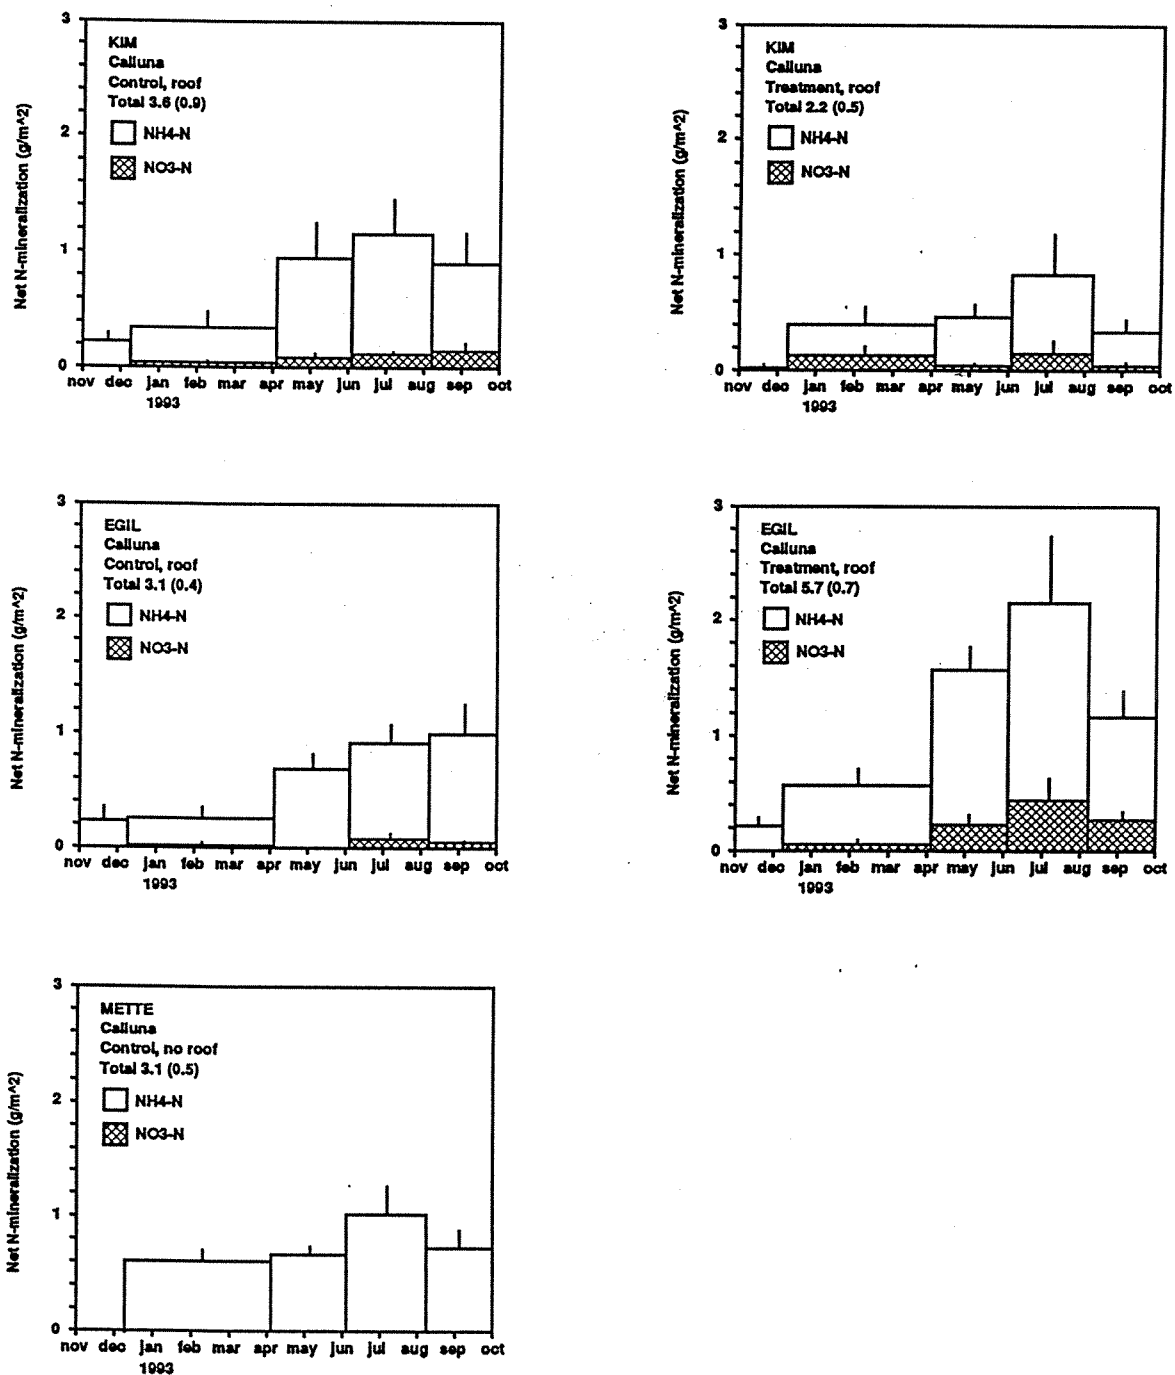 3
KIM
Calluna
Control, roof
Total 3.6 (0.9)
NH4-N
NO3-N
2
1
0
Net N-mineralization (g/m^2)
nov dec jan feb mar apr may jun jul aug sep oct
1993
3
KIM
Calluna
Treatment, roof
Total 2.2 (0.5)
NH4-N
NO3-N
2
1
0
Net N-mineralization (g/m^2)
nov dec jan feb mar apr may jun jul aug sep oct
1993
3
EGIL
Calluna
Control, roof
Total 3.1 (0.4)
NH4-N
NO3-N
2
1
0
Net N-mineralization (g/m^2)
nov dec jan feb mar apr may jun jul aug sep oct
1993
3
EGIL
Calluna
Treatment, roof
Total 5.7 (0.7)
NH4-N
NO3-N
2
1
0
Net N-mineralization (g/m^2)
nov dec jan feb mar apr may jun jul aug sep oct
1993
3
METTE
Calluna
Control, no roof
Total 3.1 (0.5)
NH4-N
NO3-N
2
1
0
Net N-mineralization (g/m^2)
nov dec jan feb mar apr may jun jul aug sep oct
1993